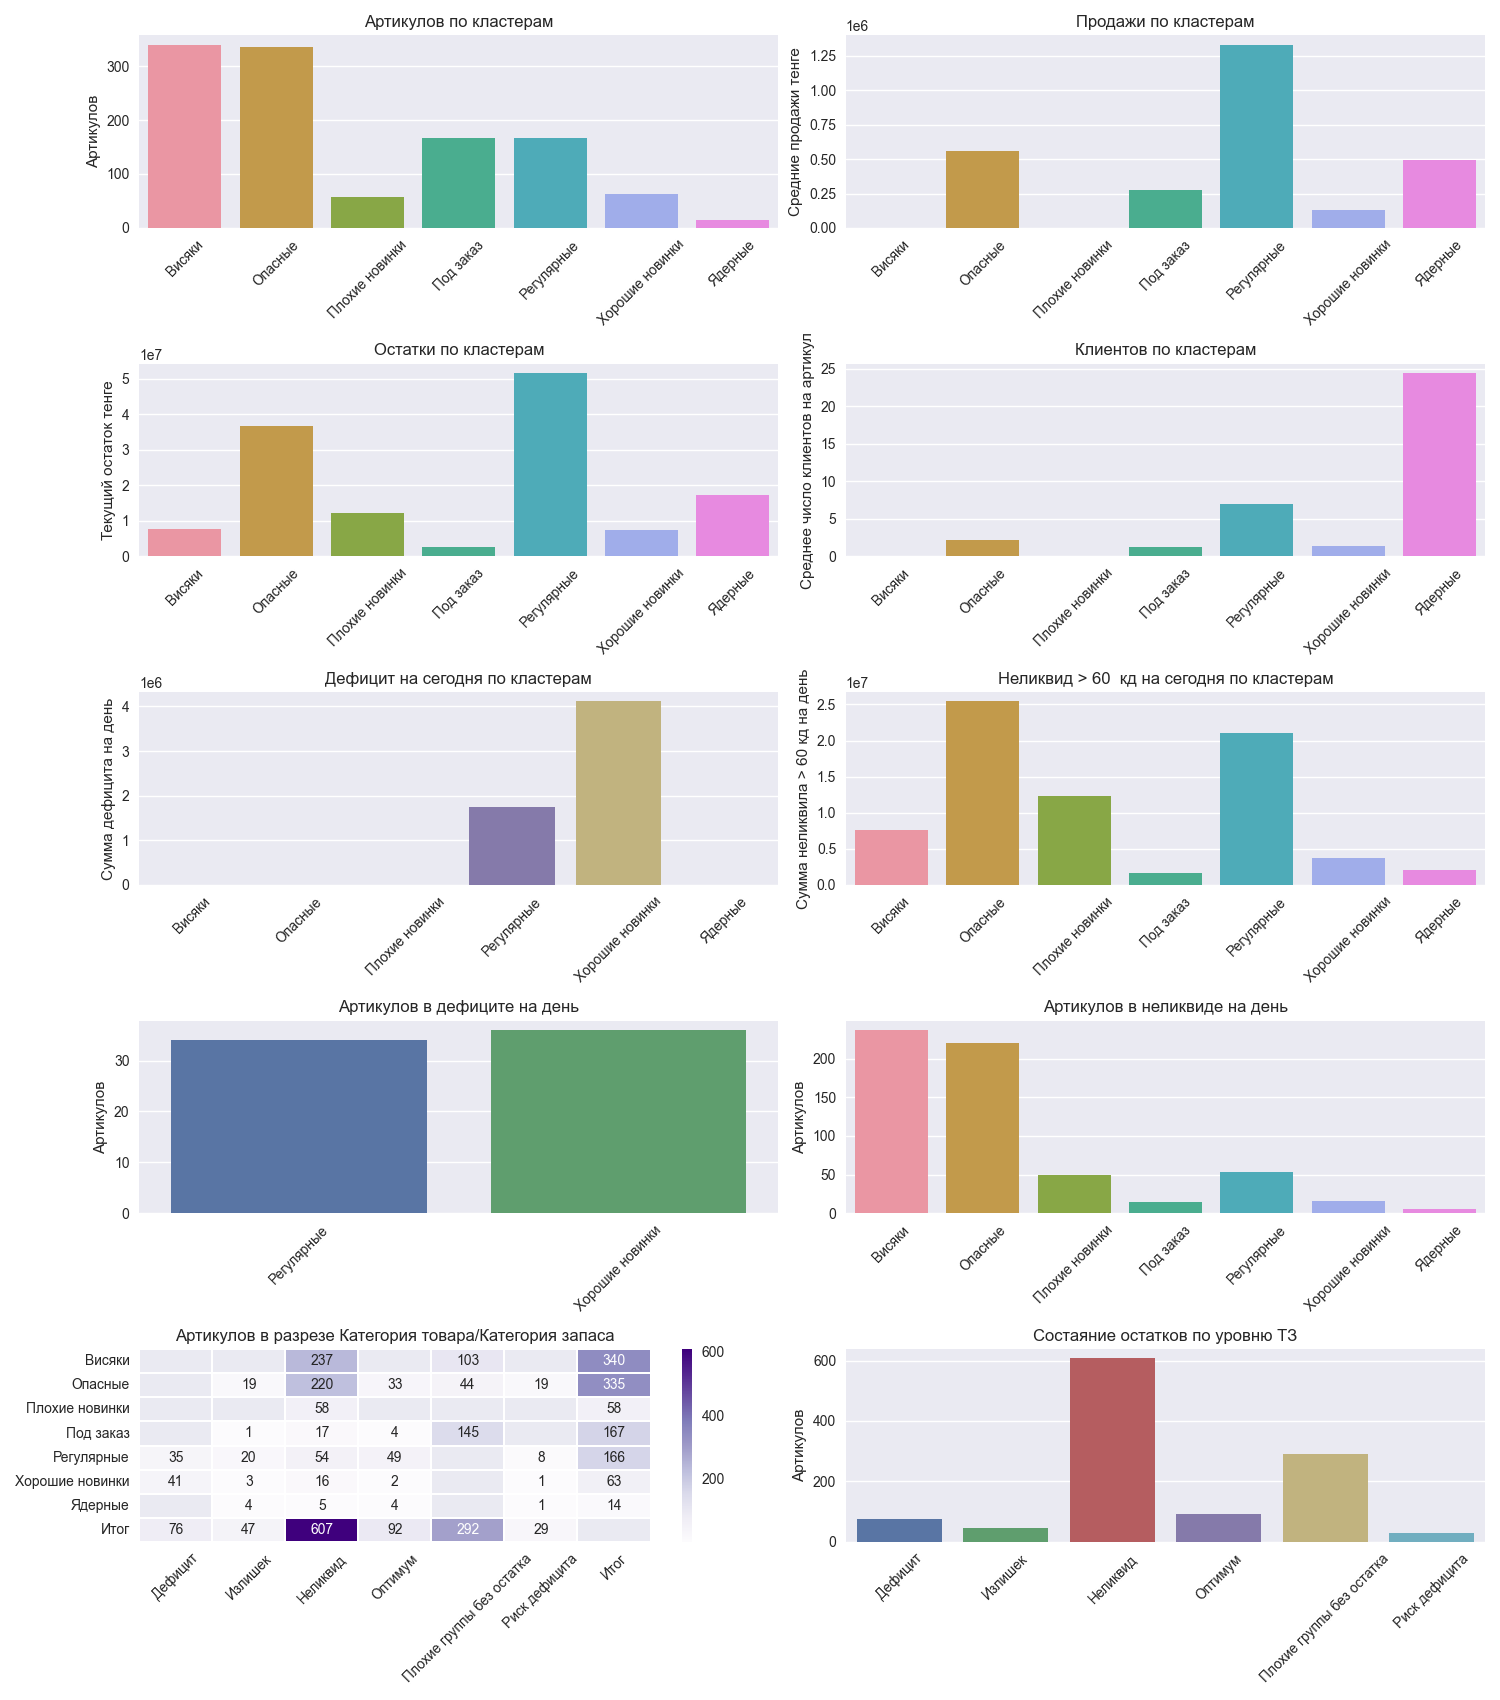 Артикулов по кластерам
Артикулов
300
200
100
0
Висяки
Опасные
Плохие новинки
Под заказ
Регулярные
Хорошие новинки
Ядерные
Продажи по кластерам
1e6
Средние продажи тенге
1.25
1.00
0.75
0.50
0.25
0.00
Висяки
Опасные
Плохие новинки
Под заказ
Регулярные
Хорошие новинки
Ядерные
Остатки по кластерам
1e7
Текущий остаток тенге
5
4
3
2
1
0
Висяки
Опасные
Плохие новинки
Под заказ
Регулярные
Хорошие новинки
Ядерные
Клиентов по кластерам
Среднее число клиентов на артикул
25
20
15
10
5
0
Висяки
Опасные
Плохие новинки
Под заказ
Регулярные
Хорошие новинки
Ядерные
Дефицит на сегодня по кластерам
1e6
Сумма дефицита на день
4
3
2
1
0
Висяки
Опасные
Плохие новинки
Регулярные
Хорошие новинки
Ядерные
Неликвид > 60 кд на сегодня по кластерам
1e7
Сумма неликвила > 60 кд на день
2.5
2.0
1.5
1.0
0.5
0.0
Висяки
Опасные
Плохие новинки
Под заказ
Регулярные
Хорошие новинки
Ядерные
Артикулов в дефиците на день
Артикулов
30
20
10
0
Регулярные
Хорошие новинки
Артикулов в неликвиде на день
Артикулов
200
150
100
50
0
Висяки
Опасные
Плохие новинки
Под заказ
Регулярные
Хорошие новинки
Ядерные
Артикулов в разрезе Категория товара/Категория запаса
Висяки 237 103 340
Опасные 19 220 33 44 19 335
Плохие новинки 58 58
Под заказ 1 17 4 145 167
Регулярные 35 20 54 49 8 166
Хорошие новинки 41 3 16 2 1 63
Ядерные 4 5 4 1 14
Итог 76 47 607 92 292 29
Дефицит
Излишек
Неликвид
Оптимум
Плохие группы без остатка
Риск дефицита
Итог
600
400
200
Состаяние остатков по уровню ТЗ
Артикулов
600
400
200
0
Дефицит
Излишек
Неликвид
Оптимум
Плохие группы без остатка
Риск дефицита